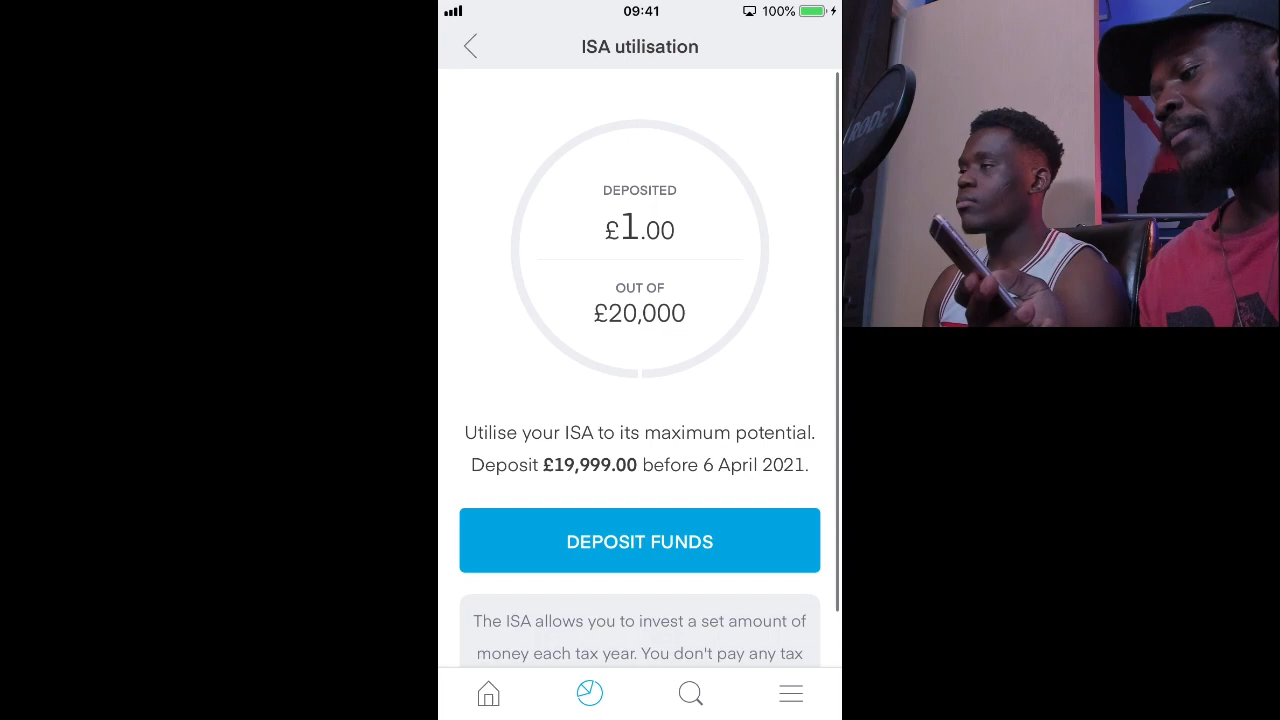 09:41
100%
ISA utilisation
DEPOSITED
£1.00
OUT OF
£20,000
Utilise your ISA to its maximum potential.
Deposit £19,999.00 before 6 April 2021.
DEPOSIT FUNDS
The ISA allows you to invest a set amount of
money each tax year. You don't pay any tax
RODE